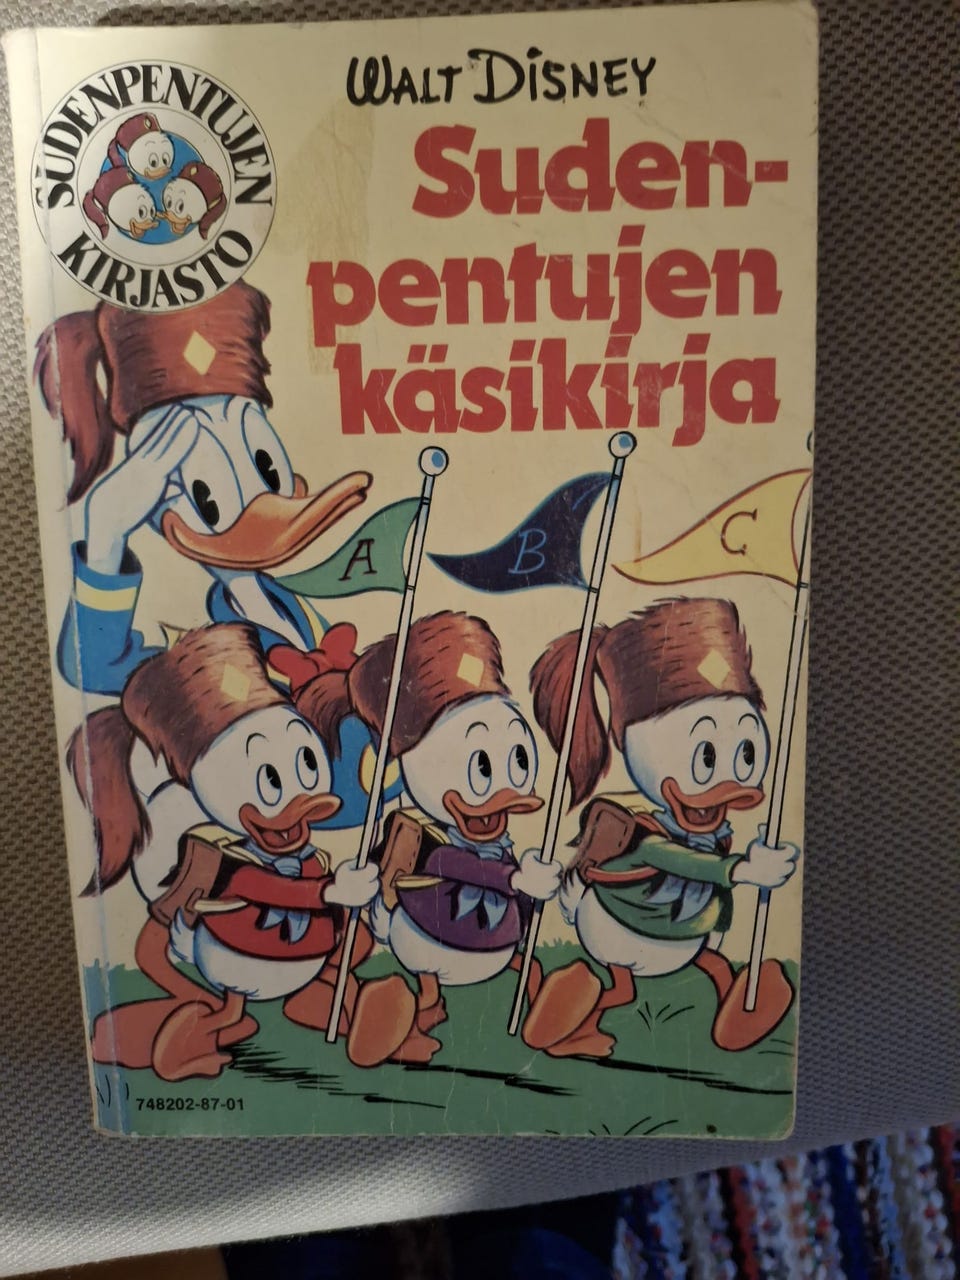 SUDENPENTUJEN
KIRJASTO
WALT DISNEY
Suden-
pentujen
käsikirja
A
B
C
748202-87-01